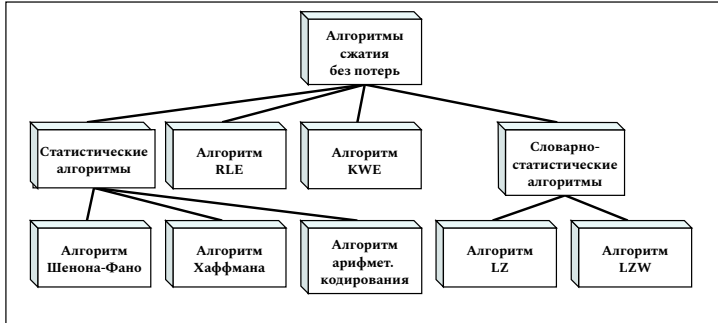 Алгоритмы
сжатия
без потерь
Статистические
алгоритмы
Алгоритм
RLE
Алгоритм
KWE
Словарно-
статистические
алгоритмы
Алгоритм
Шенона-Фано
Алгоритм
Хаффмана
Алгоритм
арифмет.
кодирования
Алгоритм
LZ
Алгоритм
LZW